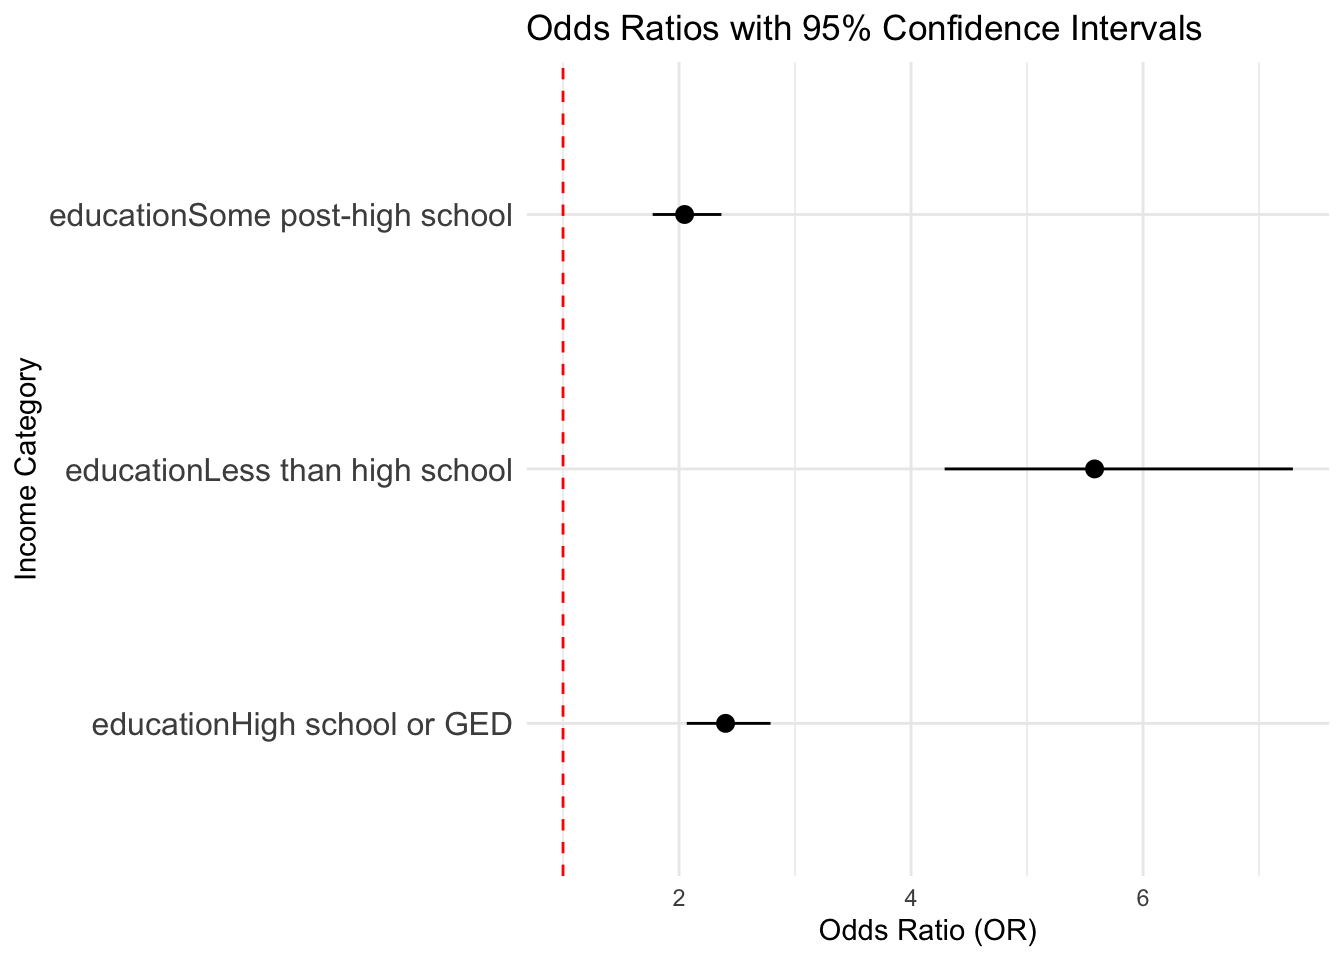 Odds Ratios with 95% Confidence Intervals
educationSome post-high school
educationLess than high school
educationHigh school or GED
Income Category
2 4 6
Odds Ratio (OR)